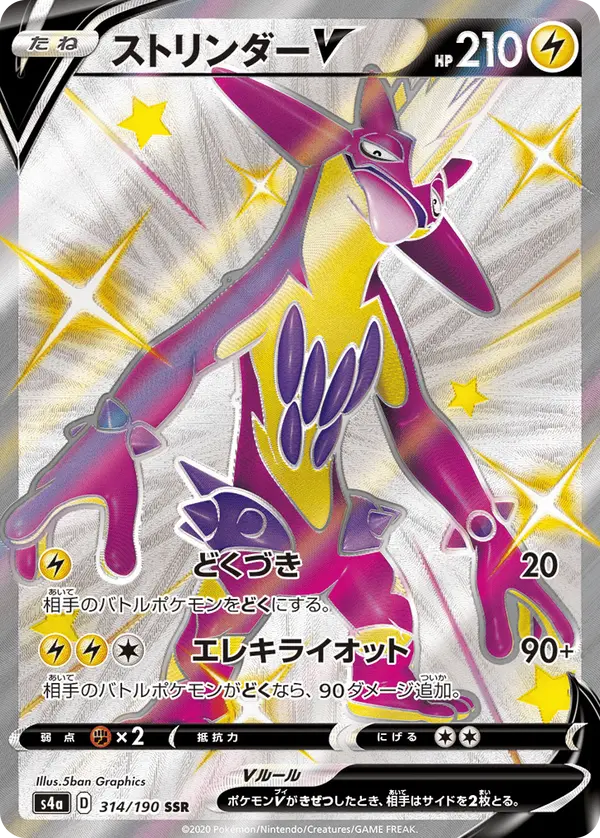 たね ストリンダーV HP 210
どくづき 20
相手のバトルポケモンをどくにする。
エレキライオット 90+
相手のバトルポケモンがどくなら、90ダメージ追加。
弱点 ×2 抵抗力 にげる
Illus.5ban Graphics
Vルール
s4a D 314/190 SSR
ポケモンVがきぜつしたとき、相手はサイドを2枚とる。
©2020 Pokémon/Nintendo/Creatures/GAME FREAK.